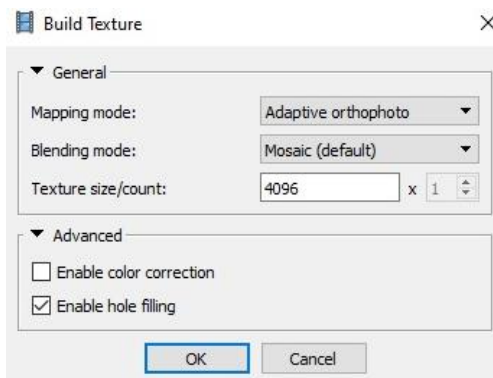 Build Texture
General
Mapping mode: Adaptive orthophoto
Blending mode: Mosaic (default)
Texture size/count: 4096 x 1
Advanced
Enable color correction
Enable hole filling
OK Cancel